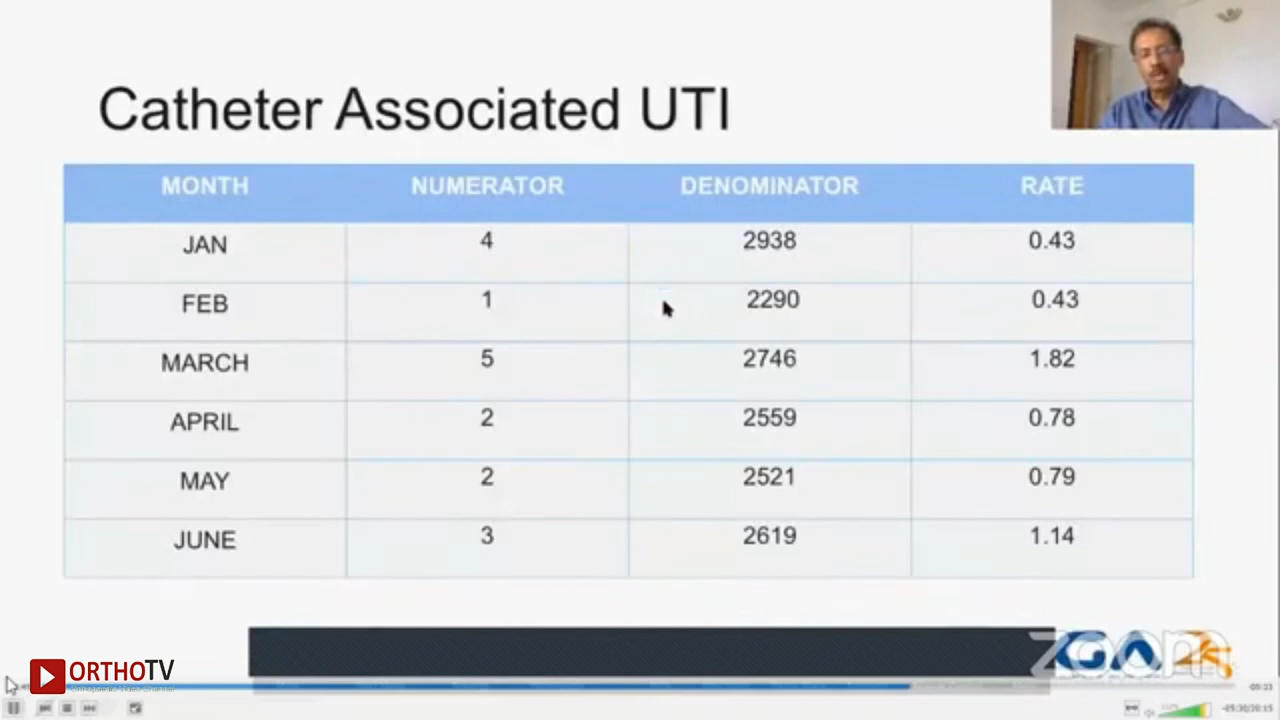 Catheter Associated UTI
MONTH NUMERATOR DENOMINATOR RATE
JAN 4 2938 0.43
FEB 1 2290 0.43
MARCH 5 2746 1.82
APRIL 2 2559 0.78
MAY 2 2521 0.79
JUNE 3 2619 1.14
zoom
ORTHOTV